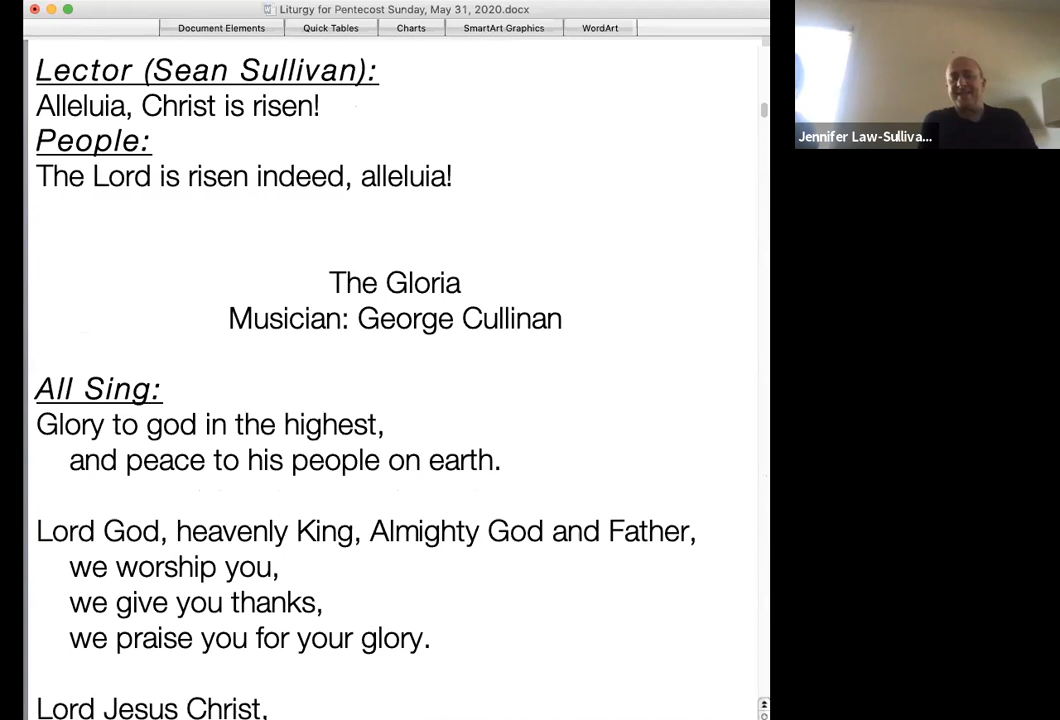 Liturgy for Pentecost Sunday, May 31, 2020.docx
Document Elements Quick Tables Charts SmartArt Graphics WordArt
Lector (Sean Sullivan):
Alleluia, Christ is risen!
People:
The Lord is risen indeed, alleluia!
The Gloria
Musician: George Cullinan
All Sing:
Glory to god in the highest,
and peace to his people on earth.
Lord God, heavenly King, Almighty God and Father,
we worship you,
we give you thanks,
we praise you for your glory.
Lord Jesus Christ,
Jennifer Law-Sulliva...